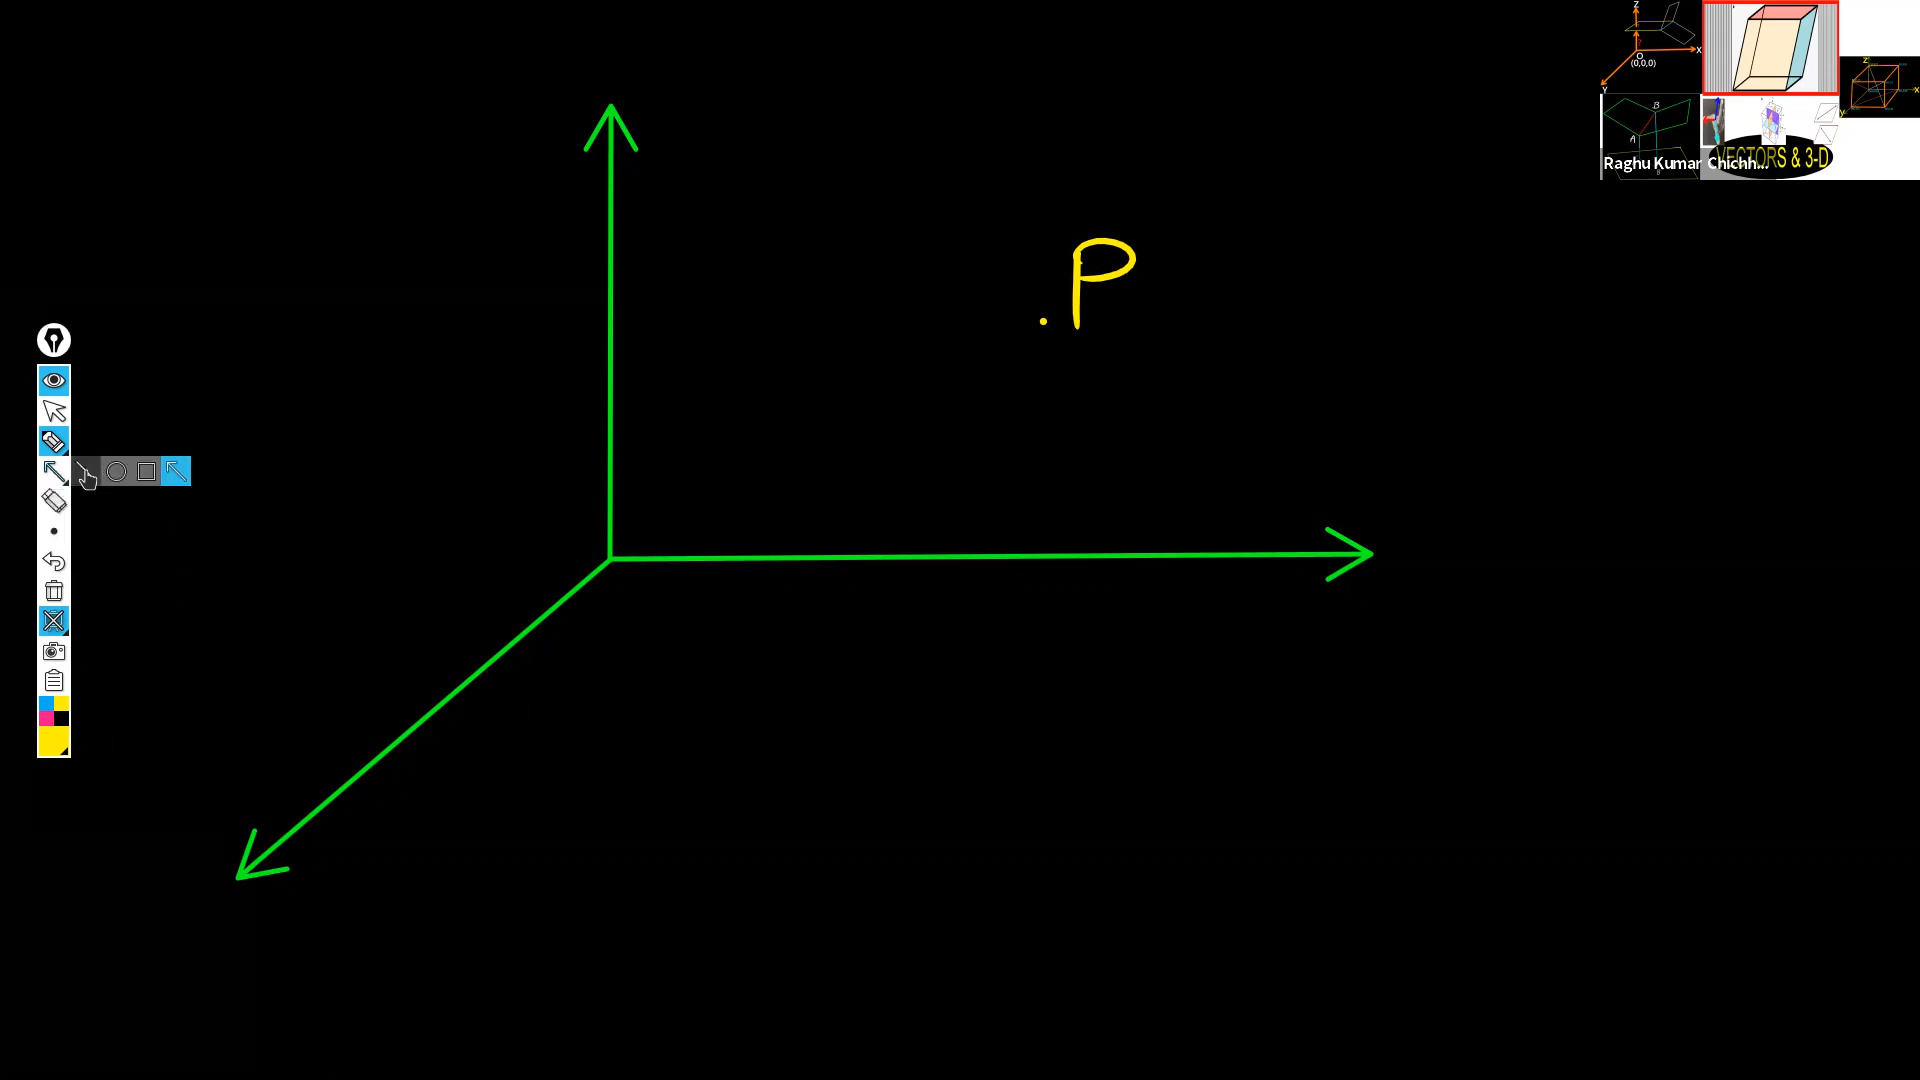 Z
X
O
(0,0,0)
Y
Z
X
Y
B
A
VECTORS & 3-D
Raghu Kumar Chichh...
.P